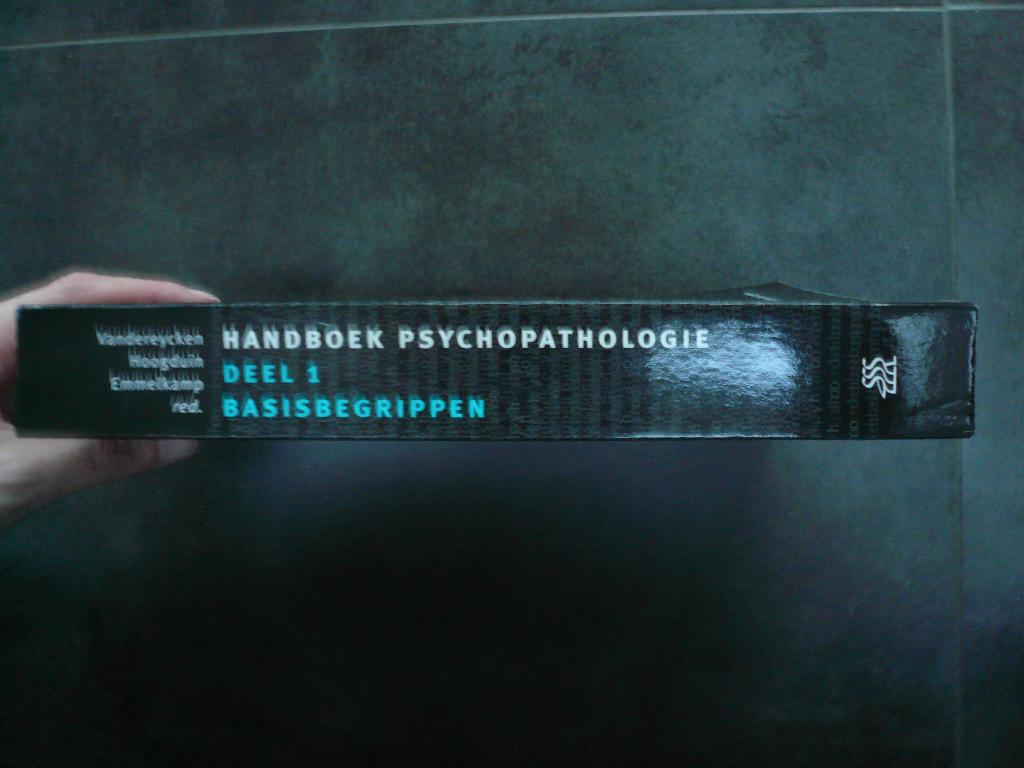 Vandereycken
Hoogduin
Emmelkamp
red.
HANDBOEK PSYCHOPATHOLOGIE
DEEL 1
BASISBEGRIPPEN